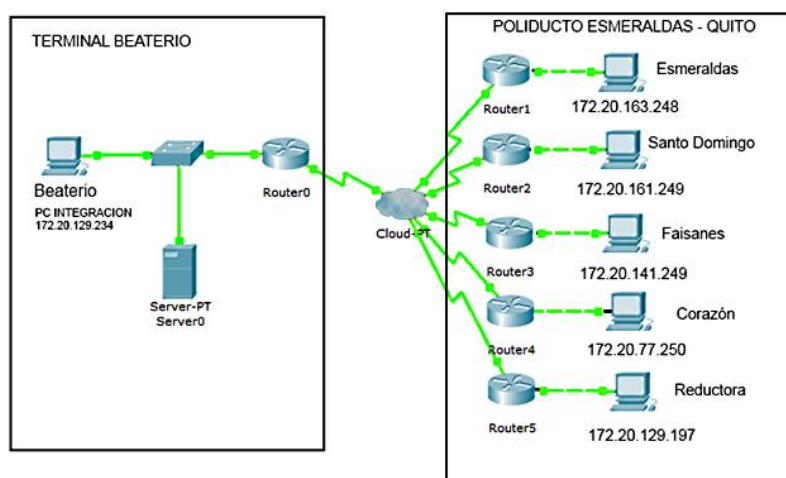 TERMINAL BEATERIO
Beaterio
PC INTEGRACION
172.20.129.234
Server-PT
Server0
Router0
Cloud-PT
POLIDUCTO ESMERALDAS - QUITO
Router1
Esmeraldas
172.20.163.248
Router2
Santo Domingo
172.20.161.249
Router3
Faisanes
172.20.141.249
Router4
Corazón
172.20.77.250
Router5
Reductora
172.20.129.197